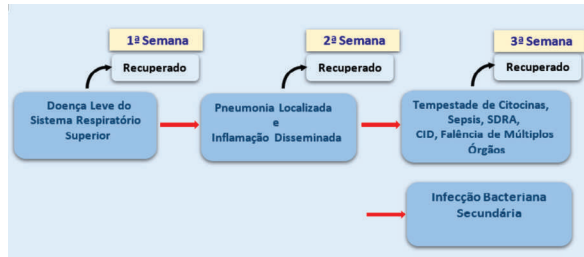 1ª Semana
2ª Semana
3ª Semana
Recuperado
Recuperado
Recuperado
Doença Leve do
Sistema Respiratório
Superior
Pneumonia Localizada
e
Inflamação Disseminada
Tempestade de Citocinas,
Sepsis, SDRA,
CID, Falência de Múltiplos
Órgãos
Infecção Bacteriana
Secundária